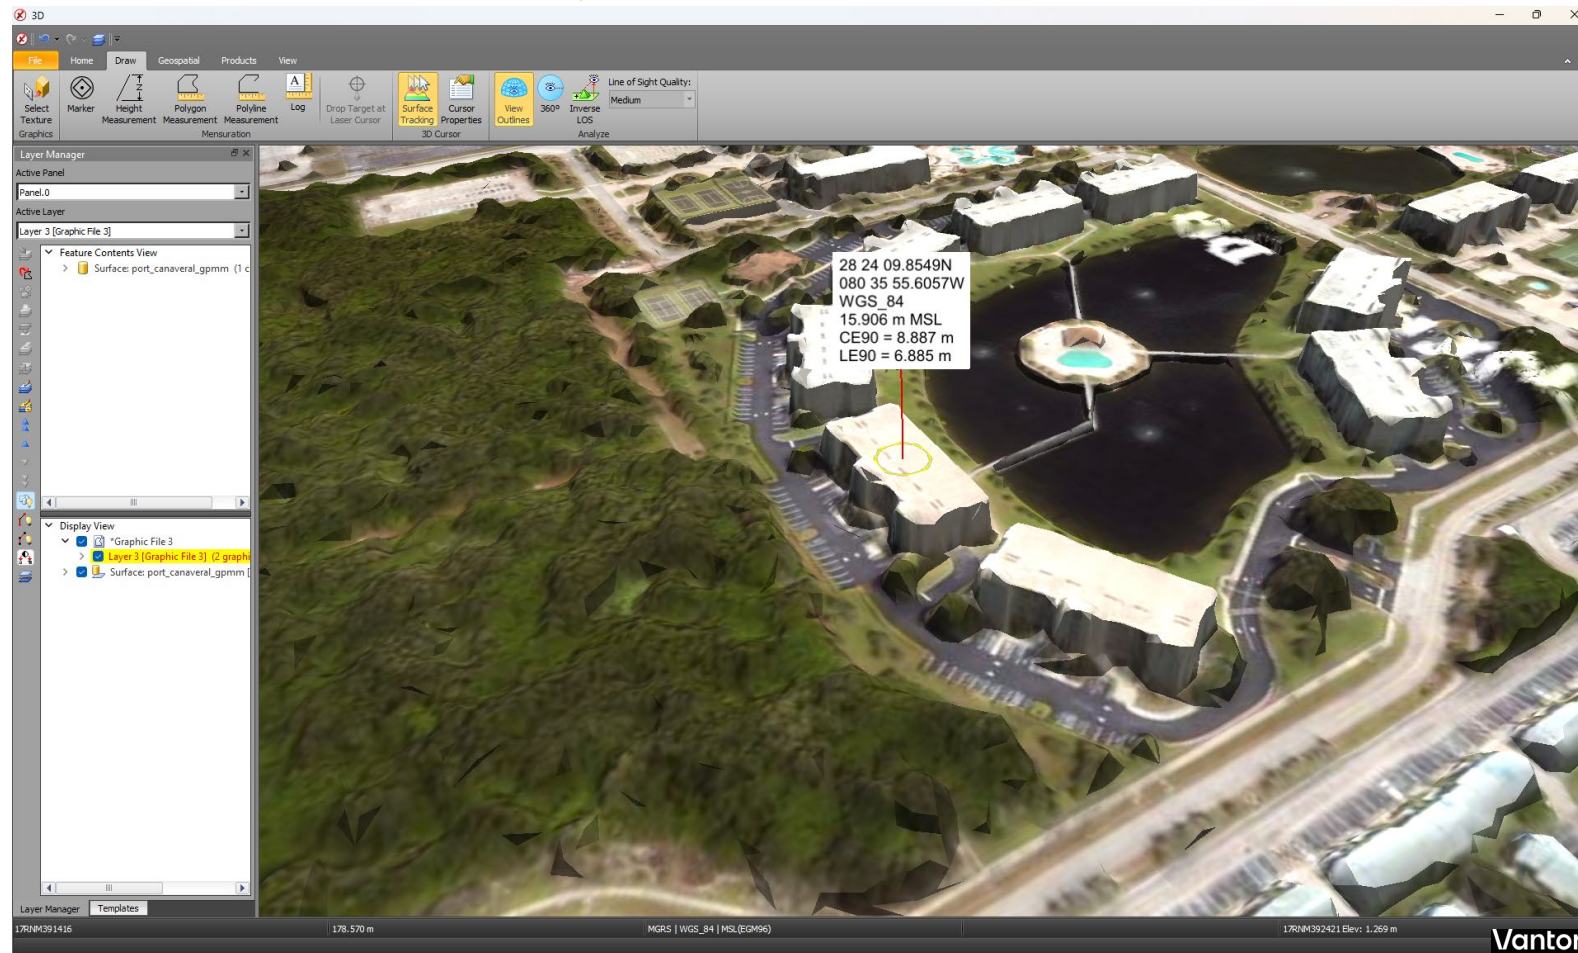 3D
File Home Draw Geospatial Products View
Select Texture
Marker
Height Measurement
Polygon Measurement
Polyline Measurement
Log
Drop Target at Laser Cursor
Surface Tracking
Cursor Properties
View Outlines
360º
Inverse LOS
Line of Sight Quality:
Medium
Graphics Mensuration 3D Cursor Analyze
Layer Manager
Active Panel
Panel.0
Active Layer
Layer 3 [Graphic File 3]
Feature Contents View
Surface: port_canaveral_gpmm (1 c
28 24 09.8549N
080 35 55.6057W
WGS_84
15.906 m MSL
CE90 = 8.887 m
LE90 = 6.885 m
Display View
*Graphic File 3
Layer 3 [Graphic File 3] (2 graphi
Surface: port_canaveral_gpmm [
Layer Manager Templates
17RNM391416 178.570 m MGRS | WGS_84 | MSL(EGM96) 17RNM392421 Elev: 1.269 m
Vantor